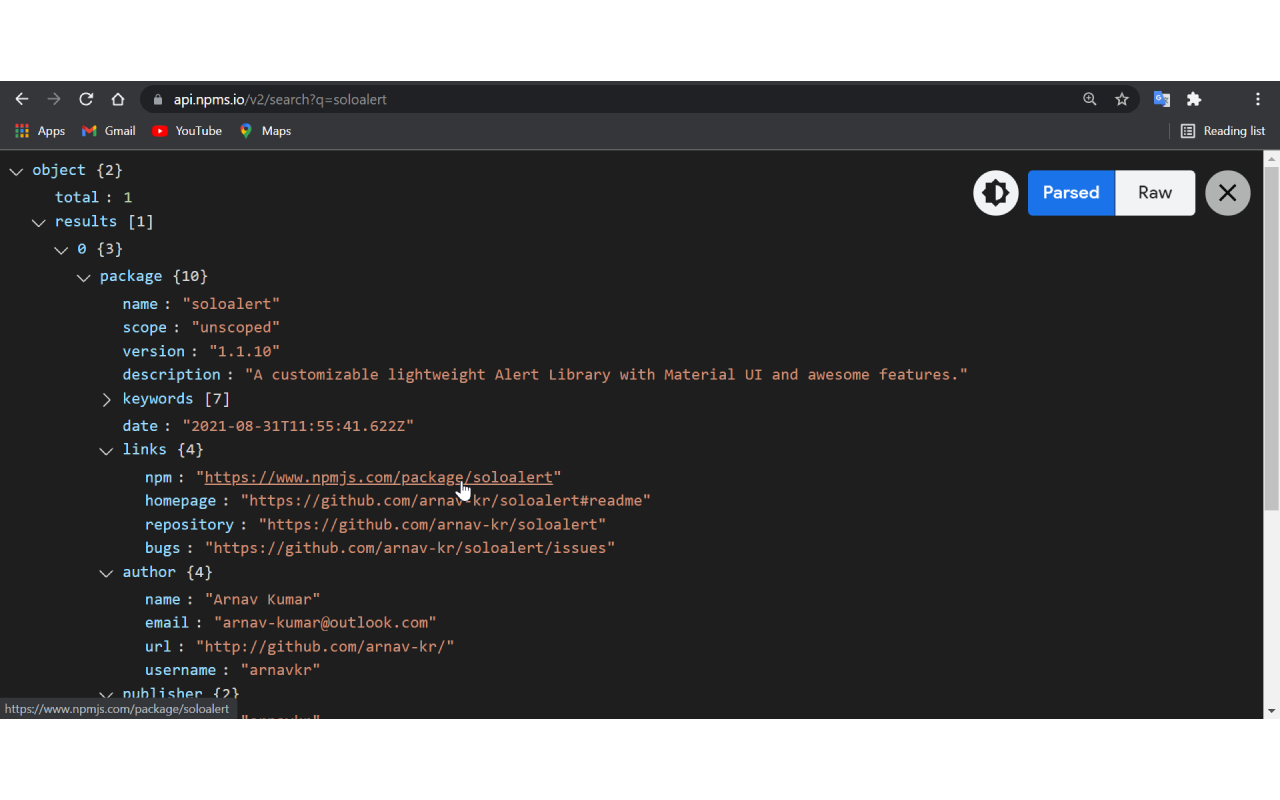 api.npms.io/v2/search?q=soloalert
Apps Gmail YouTube Maps Reading list
object {2}
Parsed Raw
total : 1
results [1]
0 {3}
package {10}
name : "soloalert"
scope : "unscoped"
version : "1.1.10"
description : "A customizable lightweight Alert Library with Material UI and awesome features."
keywords [7]
date : "2021-08-31T11:55:41.622Z"
links {4}
npm : "https://www.npmjs.com/package/soloalert"
homepage : "https://github.com/arnav-kr/soloalert#readme"
repository : "https://github.com/arnav-kr/soloalert"
bugs : "https://github.com/arnav-kr/soloalert/issues"
author {4}
name : "Arnav Kumar"
email : "arnav-kumar@outlook.com"
url : "http://github.com/arnav-kr/"
username : "arnavkr"
publisher {2}
https://www.npmjs.com/package/soloalert